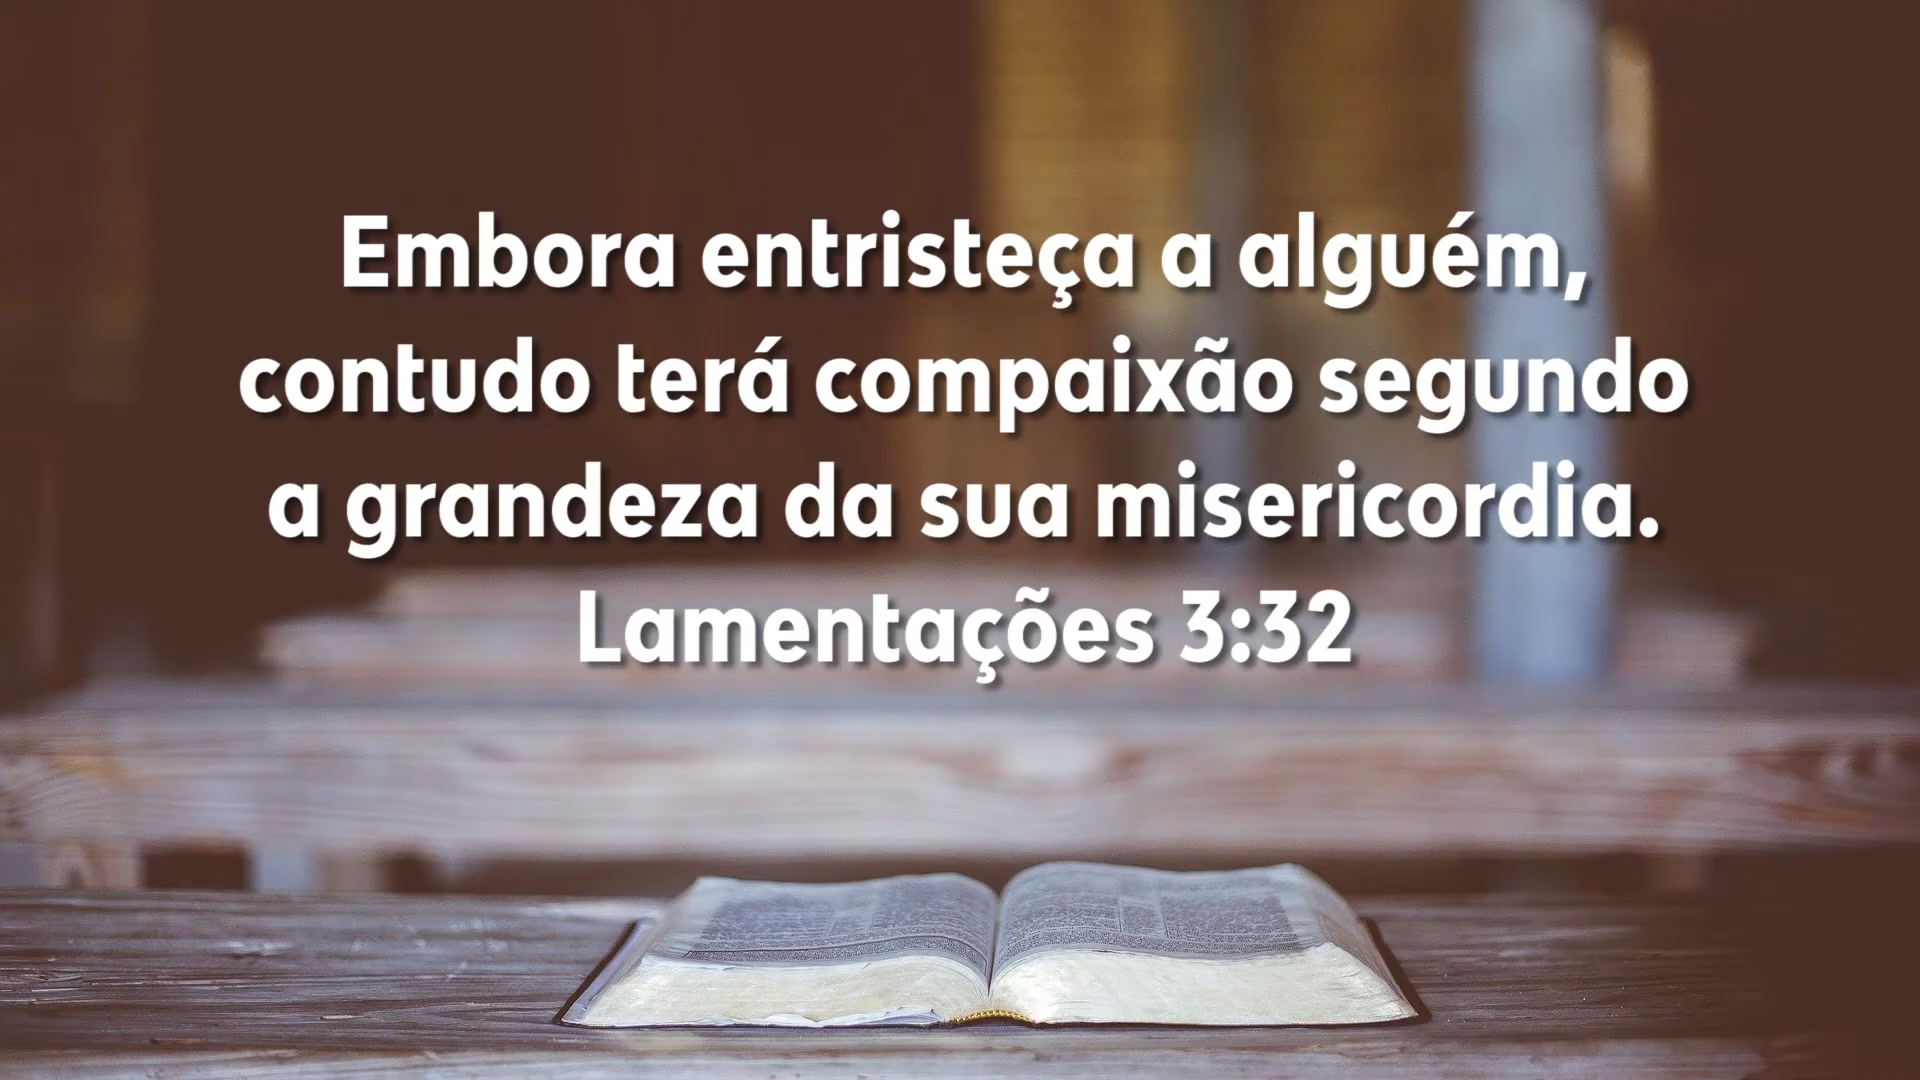 Embora entristeça a alguém,
contudo terá compaixão segundo
a grandeza da sua misericordia.
Lamentações 3:32